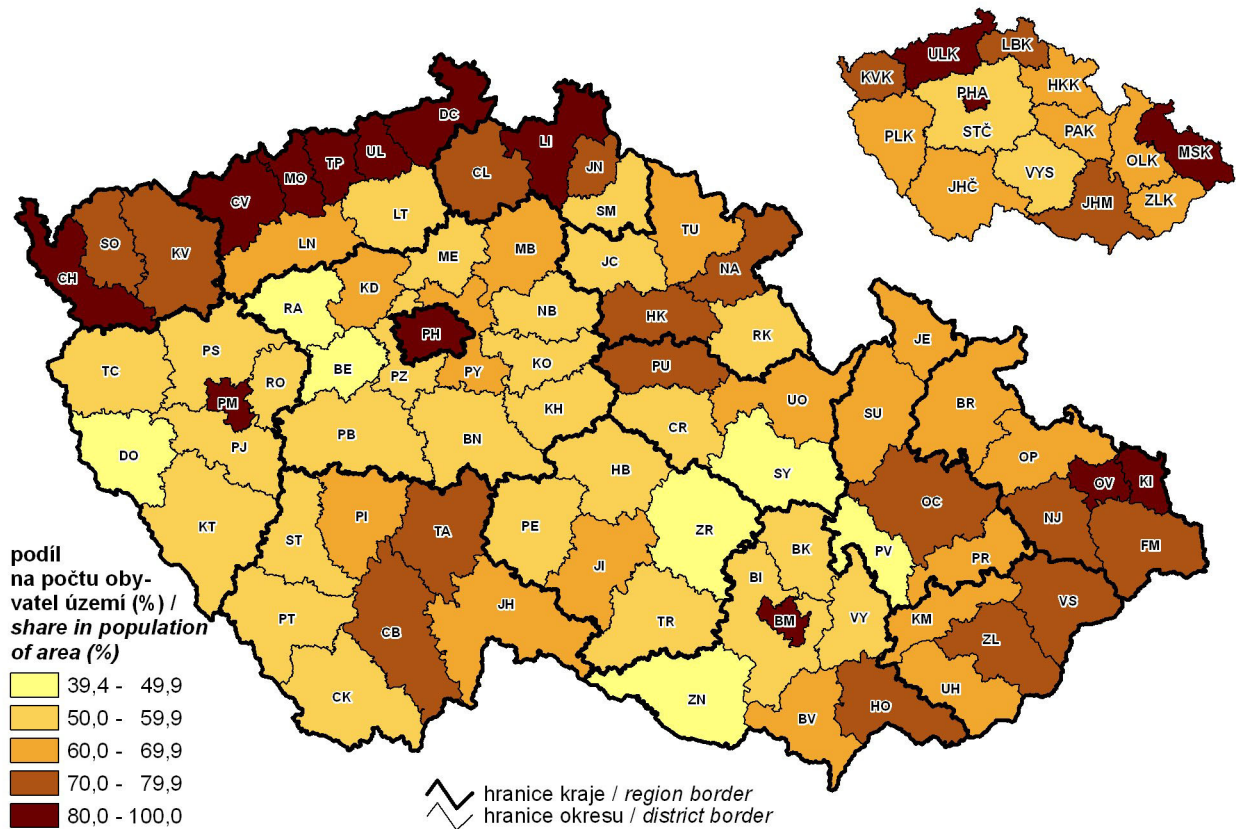 ULK
LBK
KVK
HKK
PHA
STČ
PAK
PLK
OLK
MSK
VYS
JHČ
JHM
ZLK
DC
LI
UL
TP
MO
JN
CL
CV
LT
SM
SO
KV
LN
MB
TU
ME
JC
CH
NA
KD
RA
NB
HK
PH
RK
JE
PS
TC
RO
BE
PZ
PY
KO
PU
PM
UO
SU
BR
KH
PB
BN
CR
DO
PJ
OP
HB
SY
OV
KI
KT
ST
PI
TA
PE
ZR
OC
NJ
FM
BK
PV
PR
JI
BI
PT
CB
JH
TR
BM
VY
KM
VS
ZL
CK
ZN
BV
HO
UH
podíl
na počtu oby-
vatel území (%) /
share in population
of area (%)
39,4 - 49,9
50,0 - 59,9
60,0 - 69,9
70,0 - 79,9
80,0 - 100,0
hranice kraje / region border
hranice okresu / district border